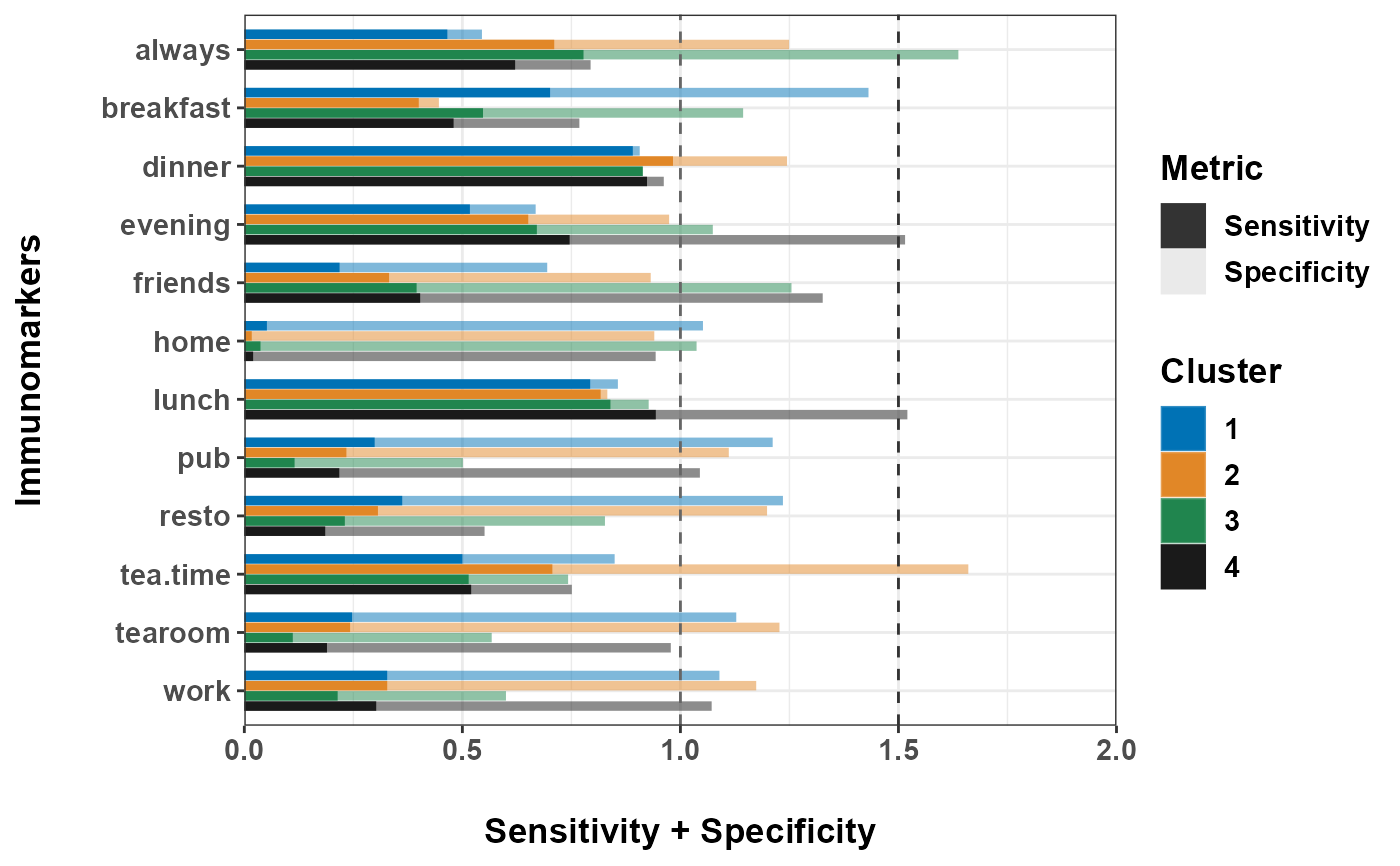 always
breakfast
dinner
evening
friends
home
lunch
pub
resto
tea.time
tearoom
work
Immunomarkers
0.0 0.5 1.0 1.5 2.0
Sensitivity + Specificity
Metric
Sensitivity
Specificity
Cluster
1
2
3
4